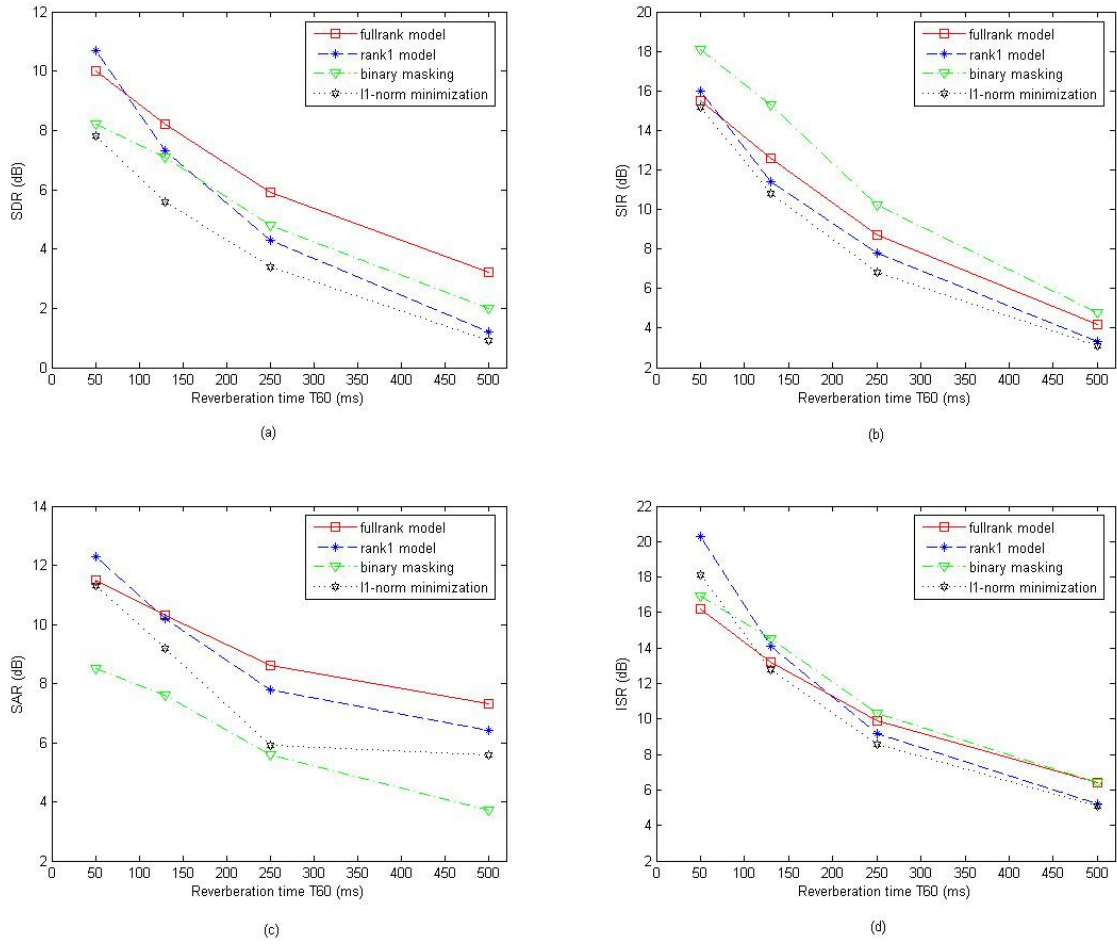 12
10
8
6
4
2
0
SDR (dB)
fullrank model
rank1 model
binary masking
l1-norm minimization
0 50 100 150 200 250 300 350 400 450 500
Reverberation time T60 (ms)
(a)
20
18
16
14
12
10
8
6
4
2
SIR (dB)
fullrank model
rank1 model
binary masking
l1-norm minimization
0 50 100 150 200 250 300 350 400 450 500
Reverberation time T60 (ms)
(b)
14
12
10
8
6
4
2
SAR (dB)
fullrank model
rank1 model
binary masking
l1-norm minimization
0 50 100 150 200 250 300 350 400 450 500
Reverberation time T60 (ms)
(c)
22
20
18
16
14
12
10
8
6
4
2
ISR (dB)
fullrank model
rank1 model
binary masking
l1-norm minimization
0 50 100 150 200 250 300 350 400 450 500
Reverberation time T60 (ms)
(d)